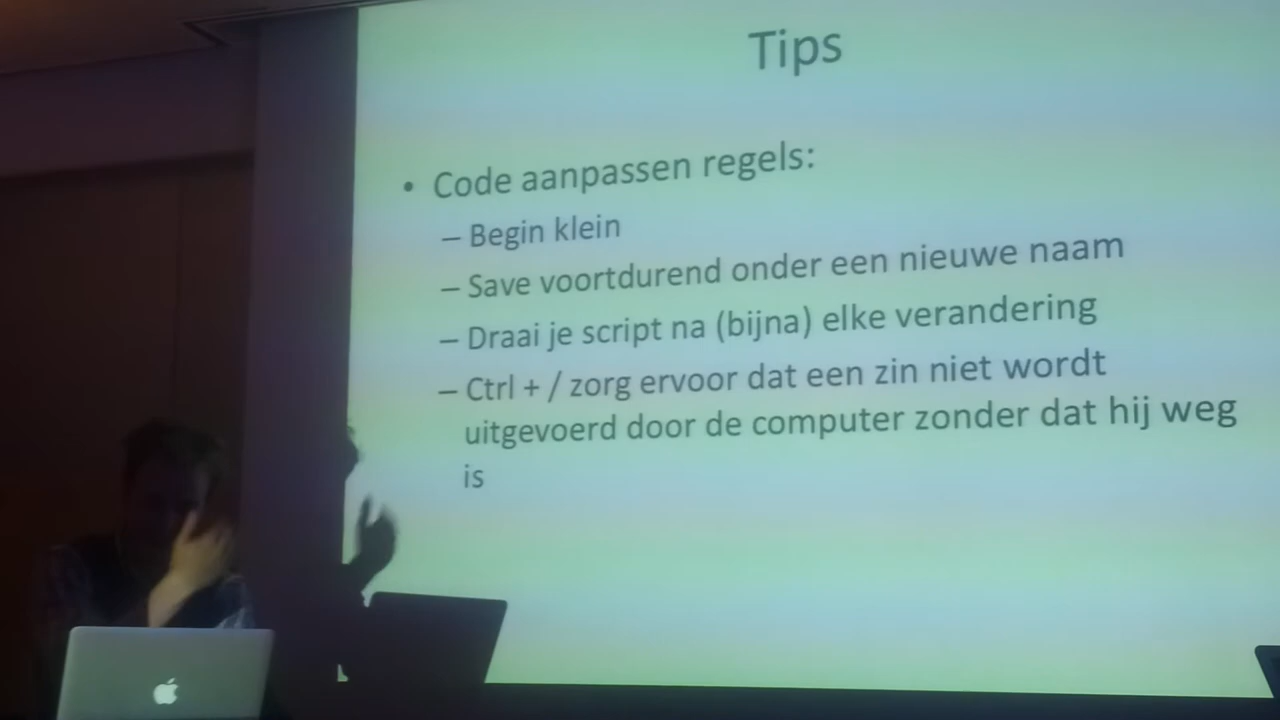 Tips
• Code aanpassen regels:
– Begin klein
– Save voortdurend onder een nieuwe naam
– Draai je script na (bijna) elke verandering
– Ctrl + / zorg ervoor dat een zin niet wordt
uitgevoerd door de computer zonder dat hij weg
is